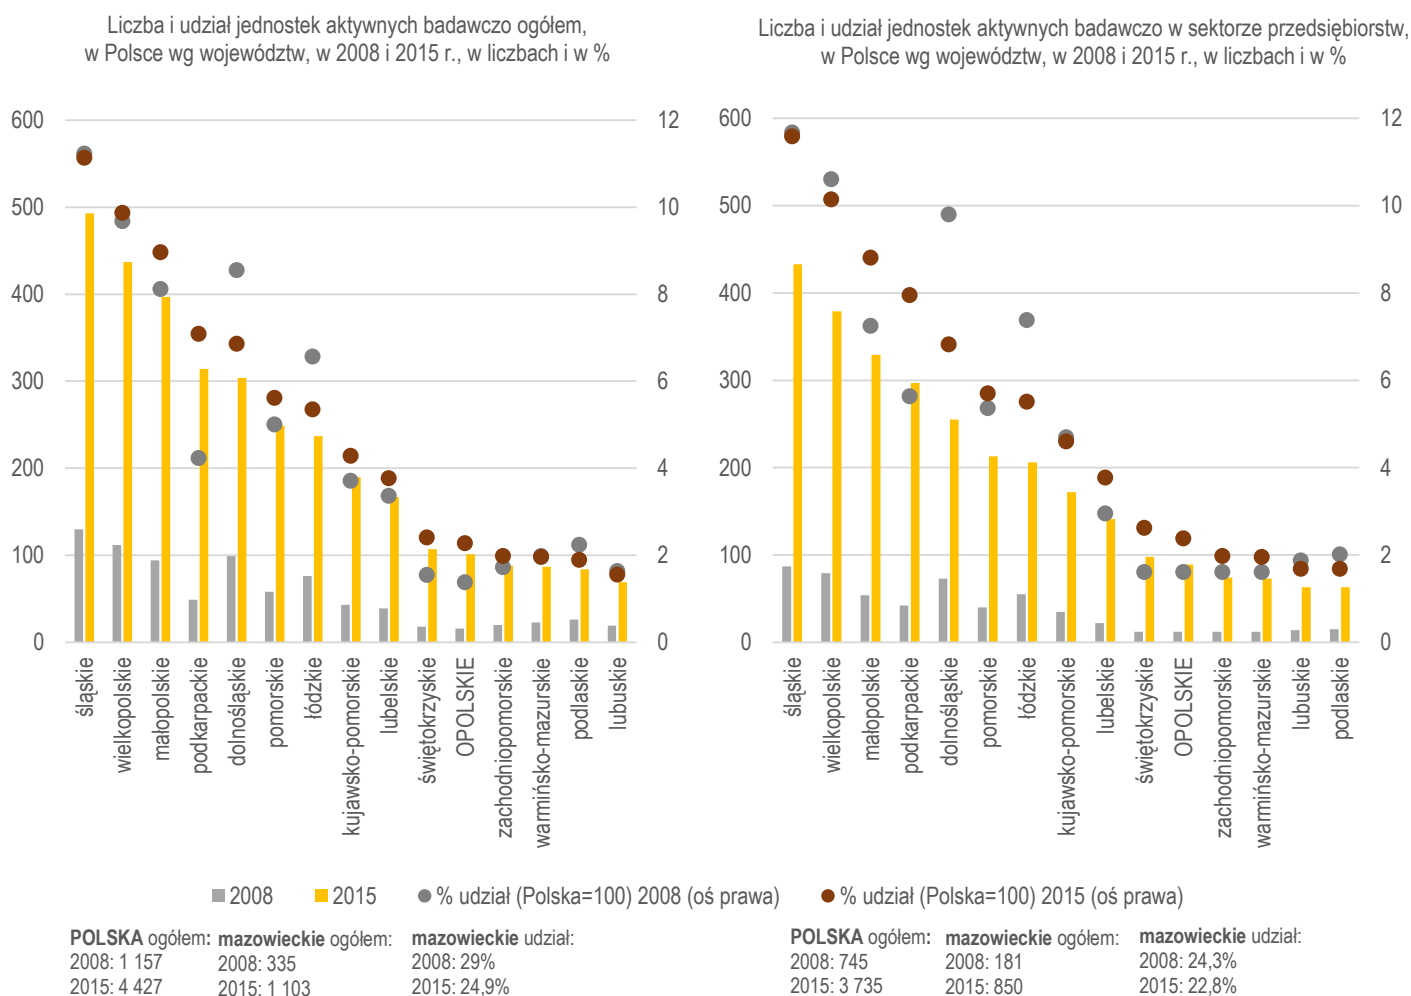 Liczba i udział jednostek aktywnych badawczo ogółem,
w Polsce wg województw, w 2008 i 2015 r., w liczbach i w %
600
500
400
300
200
100
0
12
10
8
6
4
2
0
śląskie
wielkopolskie
małopolskie
podkarpackie
dolnośląskie
pomorskie
łódzkie
kujawsko-pomorskie
lubelskie
świętokrzyskie
OPOLSKIE
zachodniopomorskie
warmińsko-mazurskie
podlaskie
lubuskie
Liczba i udział jednostek aktywnych badawczo w sektorze przedsiębiorstw,
w Polsce wg województw, w 2008 i 2015 r., w liczbach i w %
600
500
400
300
200
100
0
12
10
8
6
4
2
0
śląskie
wielkopolskie
małopolskie
podkarpackie
dolnośląskie
pomorskie
łódzkie
kujawsko-pomorskie
lubelskie
świętokrzyskie
OPOLSKIE
zachodniopomorskie
warmińsko-mazurskie
lubuskie
podlaskie
2008 2015 % udział (Polska=100) 2008 (oś prawa) % udział (Polska=100) 2015 (oś prawa)
POLSKA ogółem:
2008: 1 157
2015: 4 427
mazowieckie ogółem:
2008: 335
2015: 1 103
mazowieckie udział:
2008: 29%
2015: 24,9%
POLSKA ogółem:
2008: 745
2015: 3 735
mazowieckie ogółem:
2008: 181
2015: 850
mazowieckie udział:
2008: 24,3%
2015: 22,8%